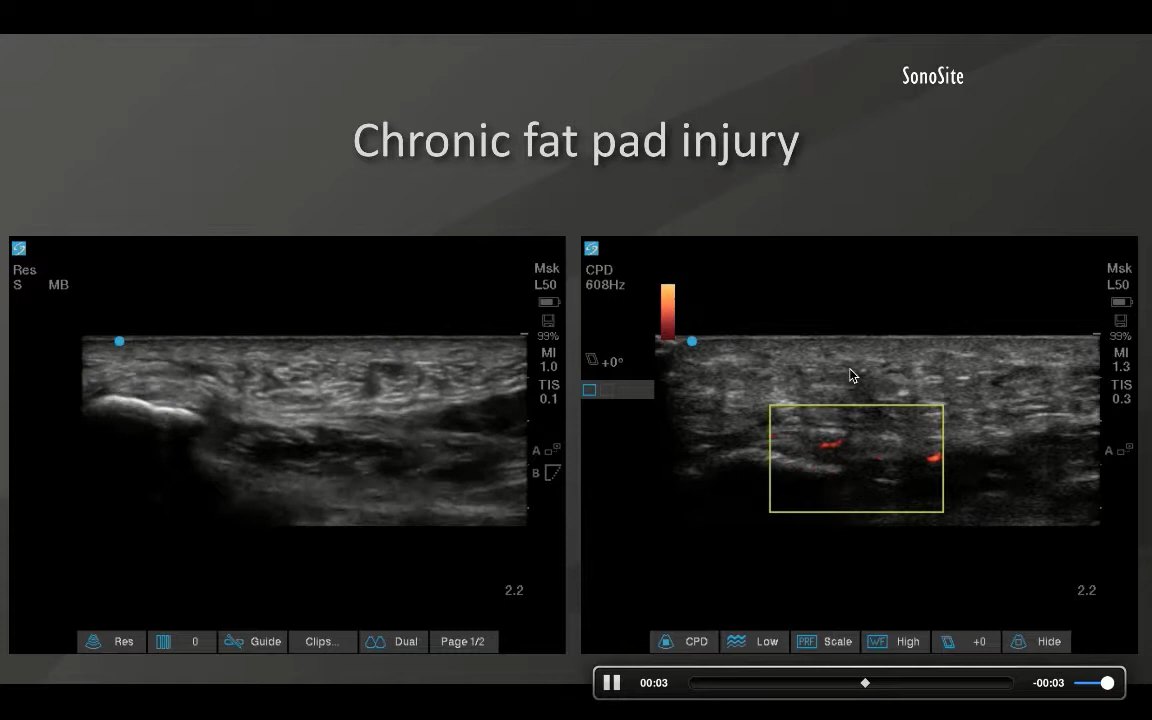 SonoSite
Chronic fat pad injury
Res
S MB
Msk
L50
99%
MI
1.0
TIS
0.1
A
B
2.2
Res 0 Guide Clips... Dual Page 1/2
CPD
608Hz
+0°
Msk
L50
99%
MI
1.3
TIS
0.3
A
2.2
CPD Low PRF Scale WF High +0 Hide
00:03 -00:03